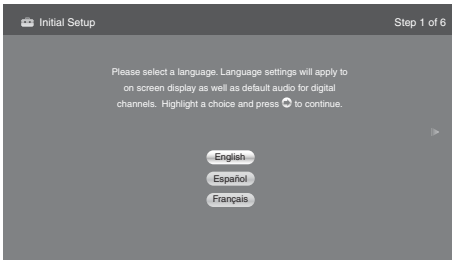 Initial Setup
Step 1 of 6
Please select a language. Language settings will apply to
on screen display as well as default audio for digital
channels. Highlight a choice and press to continue.
English
Español
Français